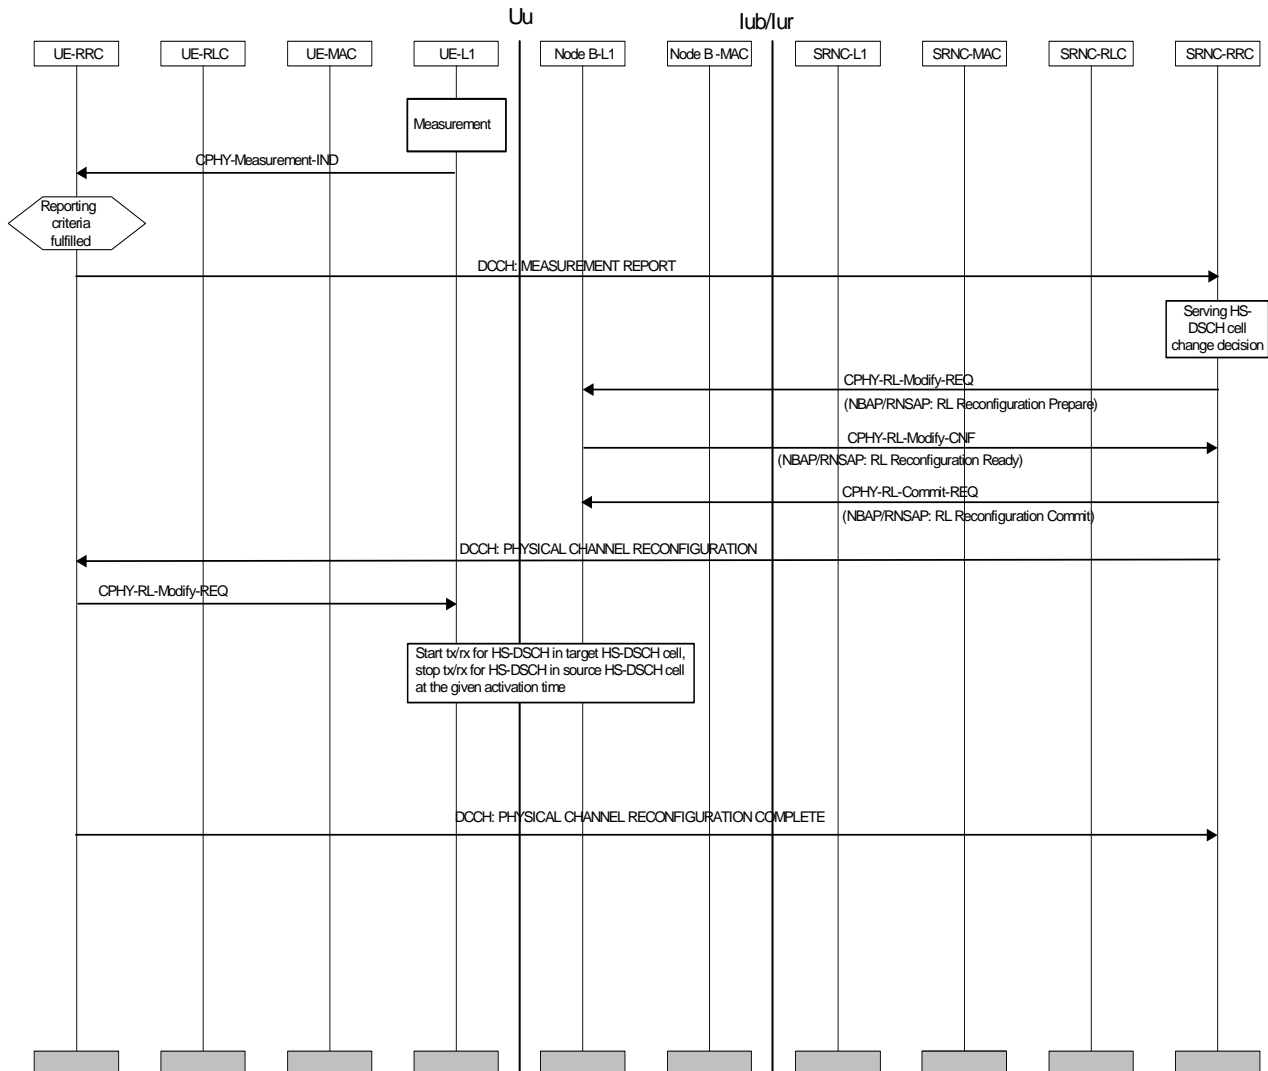 Uu
Iub/Iur
UE-RRC
UE-RLC
UE-MAC
UE-L1
Node B-L1
Node B -MAC
SRNC-L1
SRNC-MAC
SRNC-RLC
SRNC-RRC
Measurement
CPHY-Measurement-IND
Reporting
criteria
fulfilled
DCCH: MEASUREMENT REPORT
Serving HS-
DSCH cell
change decision
CPHY-RL-Modify-REQ
(NBAP/RNSAP: RL Reconfiguration Prepare)
CPHY-RL-Modify-CNF
(NBAP/RNSAP: RL Reconfiguration Ready)
CPHY-RL-Commit-REQ
(NBAP/RNSAP: RL Reconfiguration Commit)
DCCH: PHYSICAL CHANNEL RECONFIGURATION
CPHY-RL-Modify-REQ
Start tx/rx for HS-DSCH in target HS-DSCH cell,
stop tx/rx for HS-DSCH in source HS-DSCH cell
at the given activation time
DCCH: PHYSICAL CHANNEL RECONFIGURATION COMPLETE